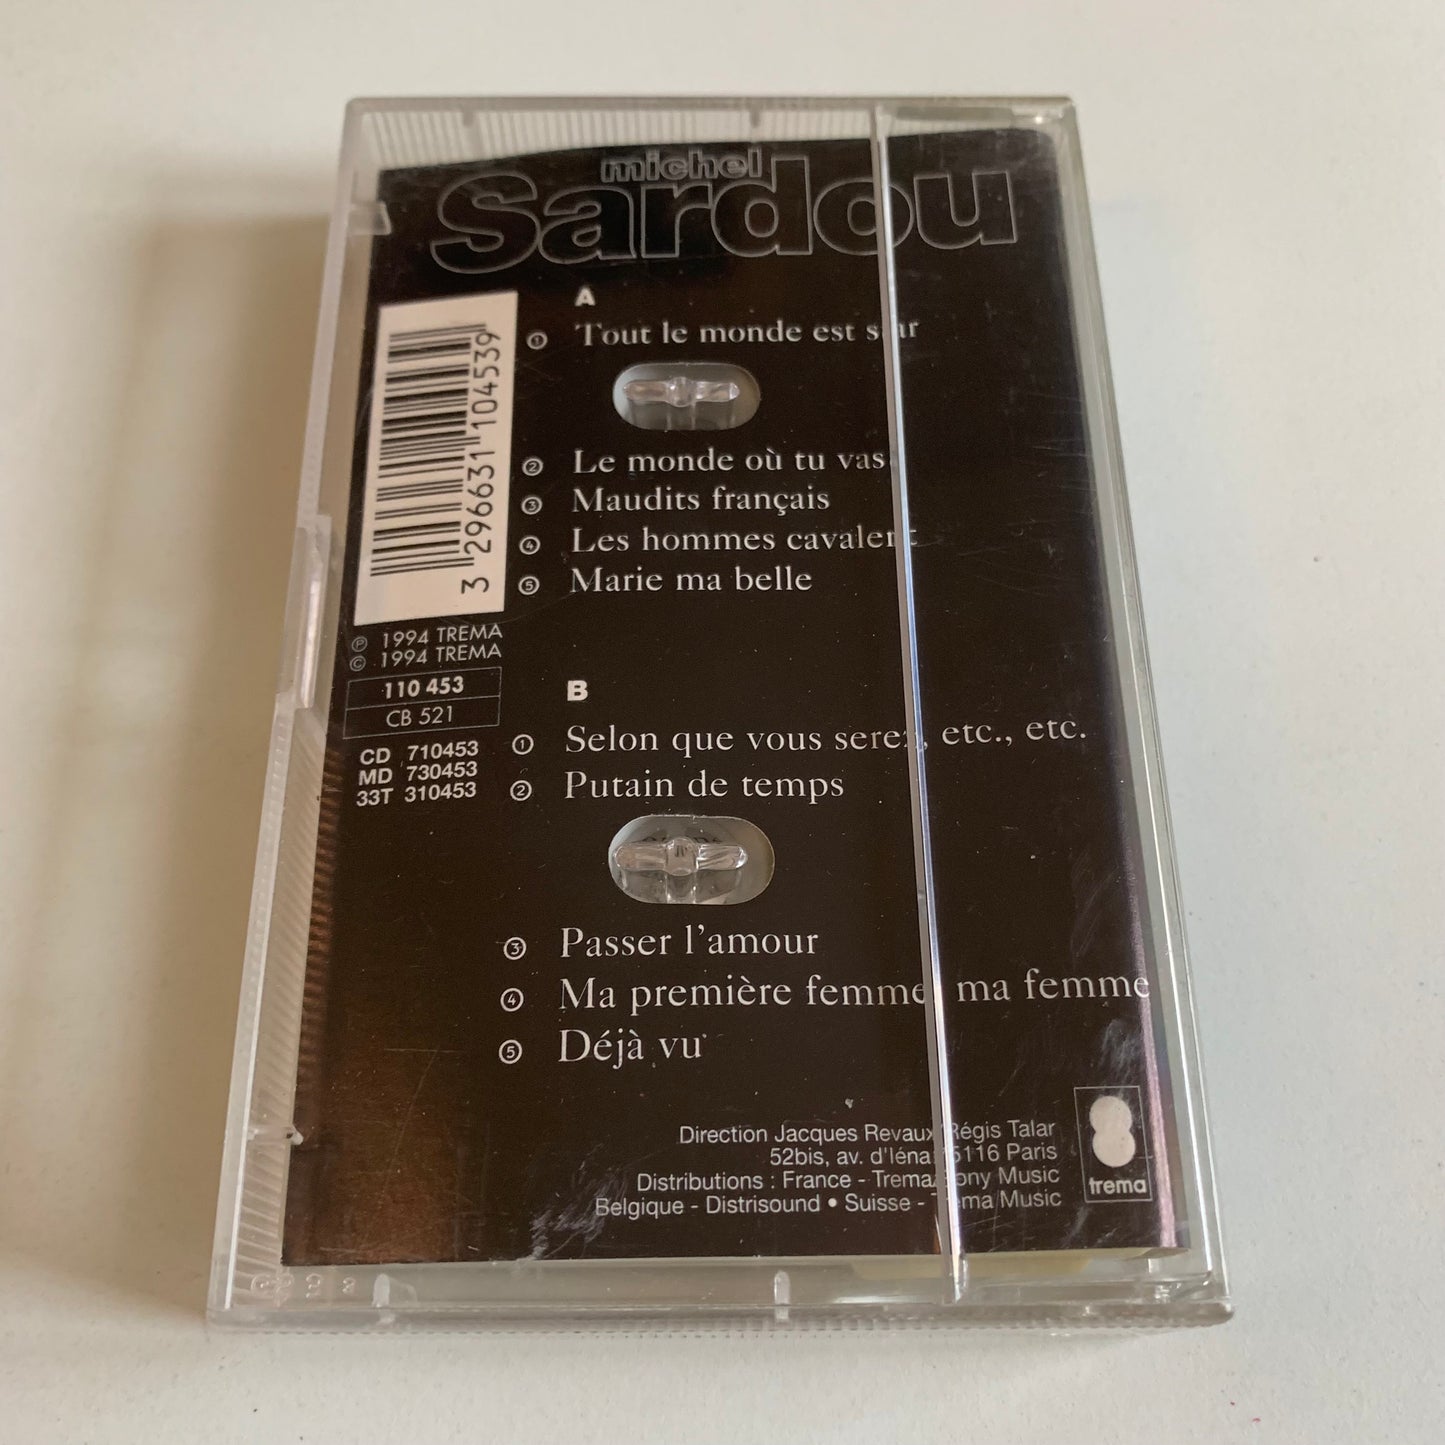 michel
Sardou
A
① Tout le monde est star
② Le monde où tu vas
③ Maudits français
④ Les hommes cavalent
⑤ Marie ma belle
3 296631 104539
℗ 1994 TREMA
© 1994 TREMA
110 453
CB 521
CD 710453
MD 730453
33T 310453
B
① Selon que vous serez, etc., etc.
② Putain de temps
③ Passer l'amour
④ Ma première femme, ma femme
⑤ Déjà vu
Direction Jacques Revaux Régis Talar
52bis, av. d'Iéna 75116 Paris
Distributions : France - Trema/Sony Music
Belgique - Distrisound • Suisse - Trema Music
trema